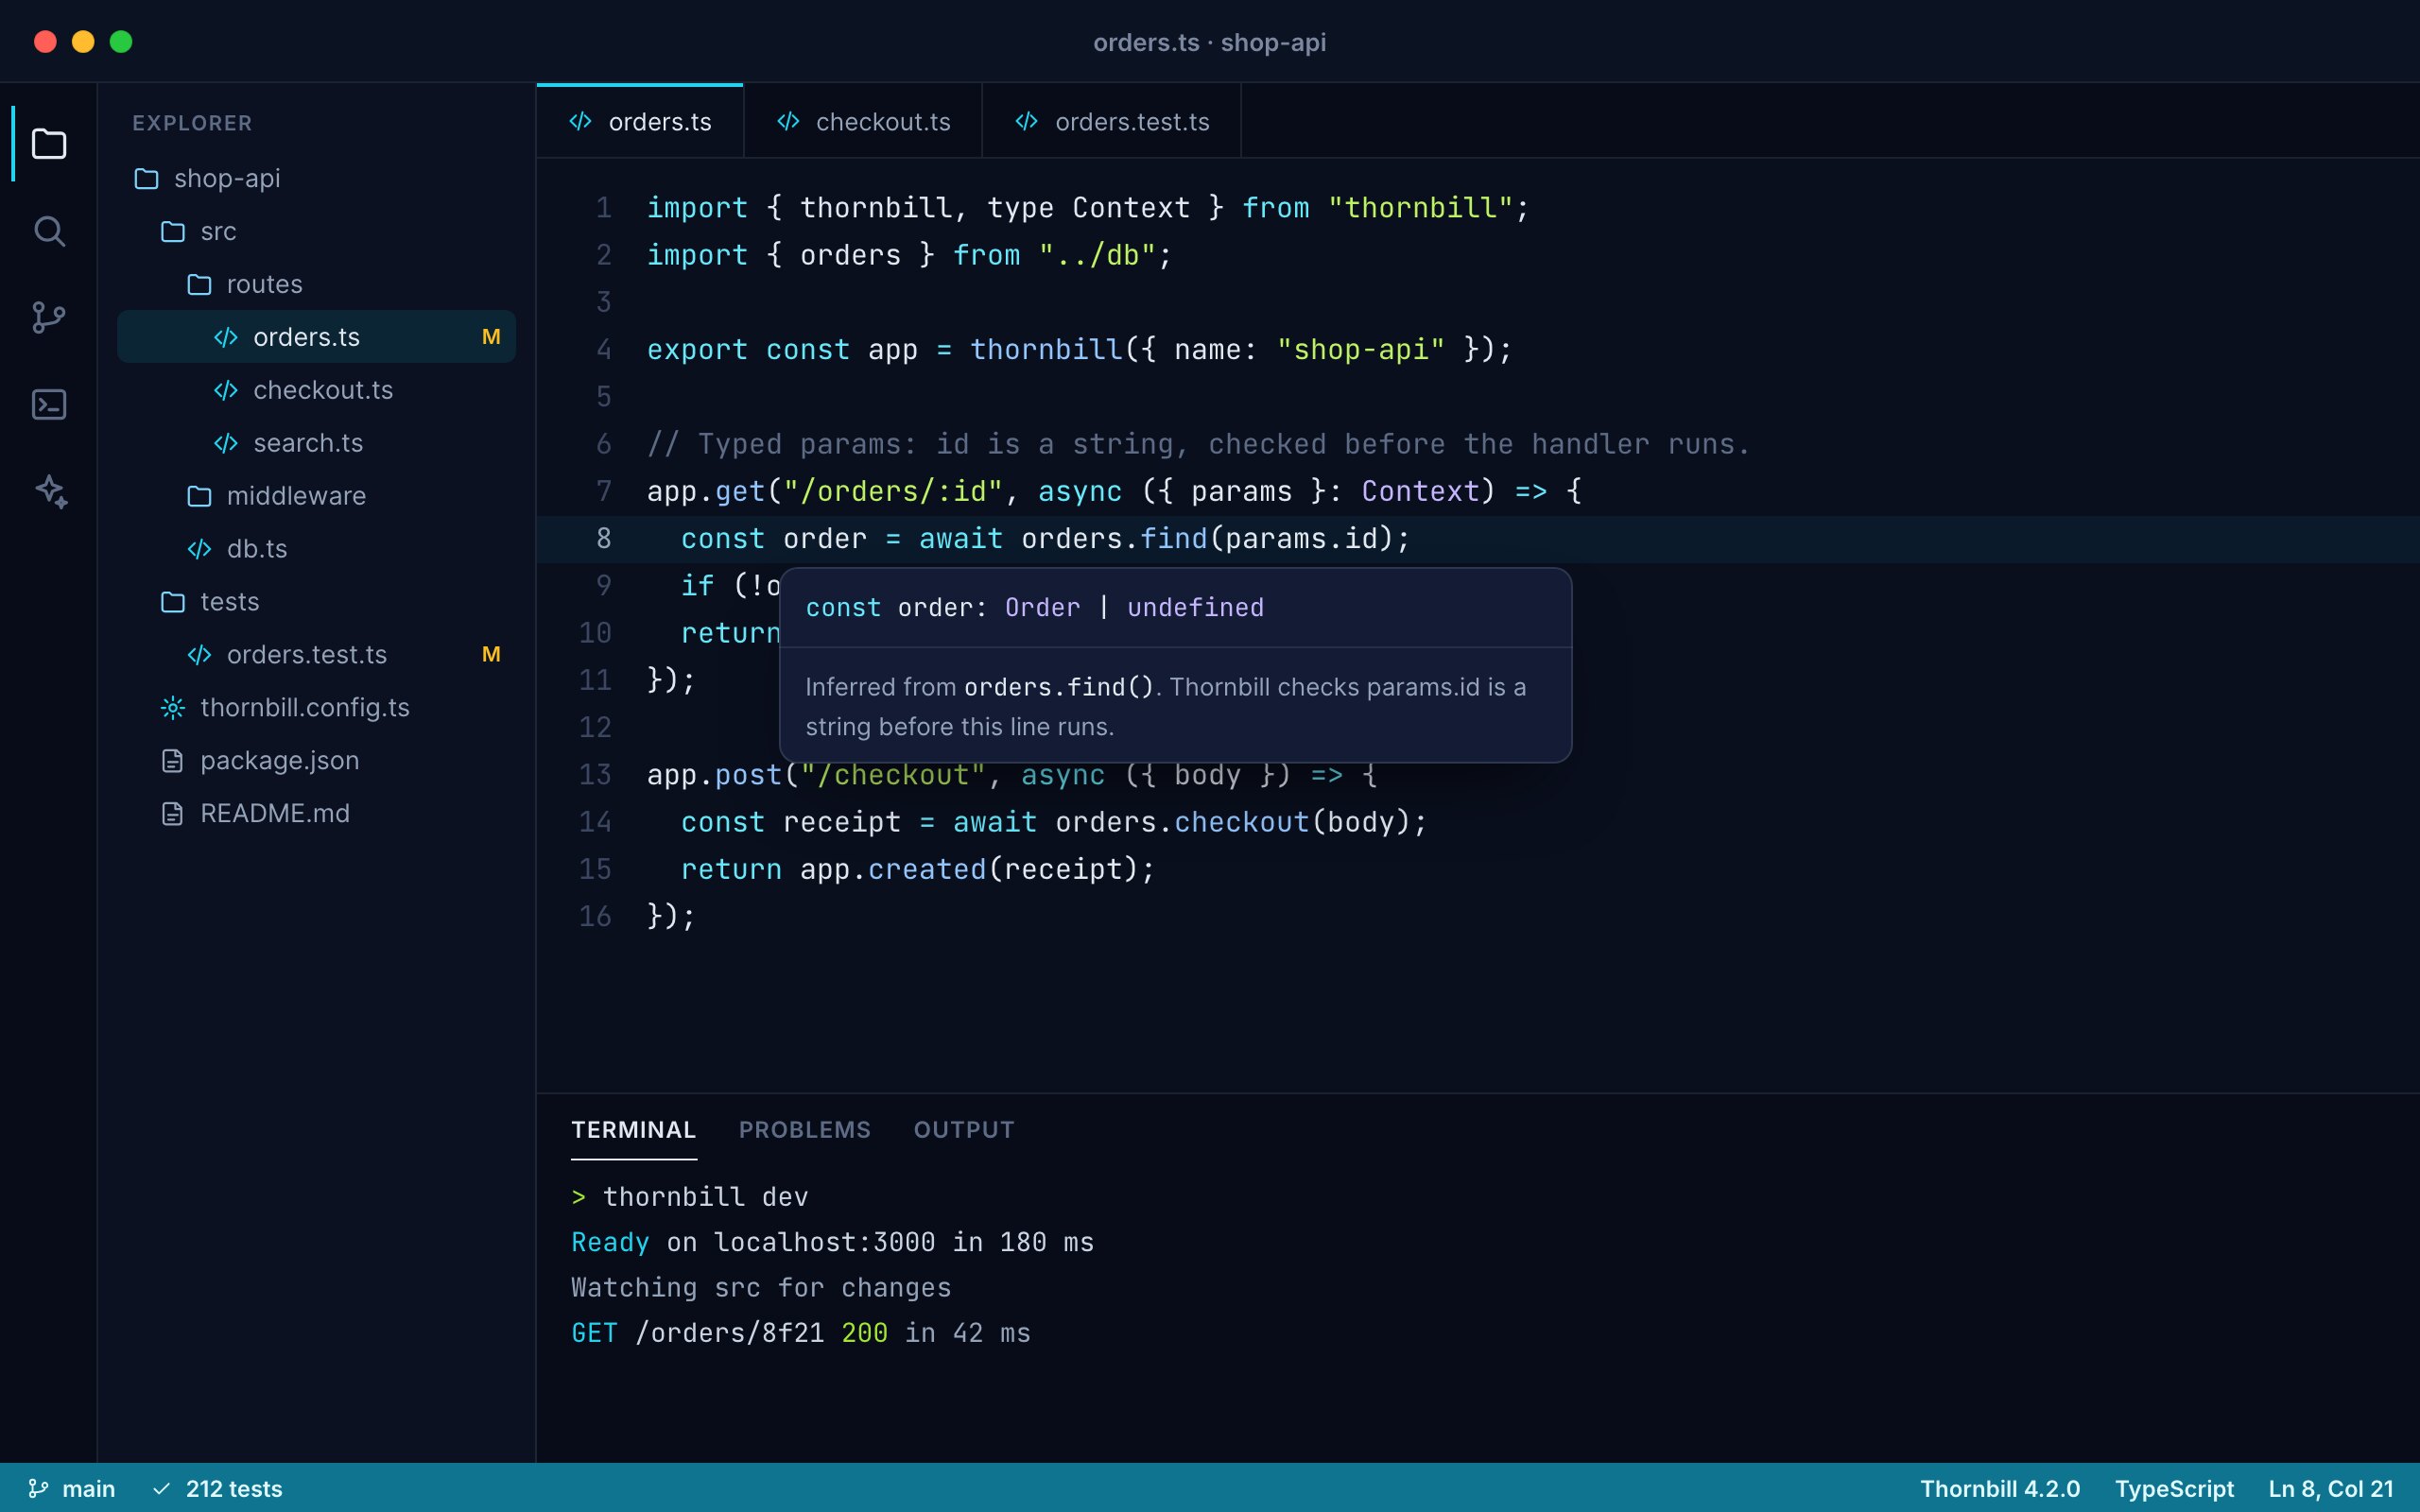 orders.ts · shop-api
EXPLORER
shop-api
src
routes
orders.ts M
checkout.ts
search.ts
middleware
db.ts
tests
orders.test.ts M
thornbill.config.ts
package.json
README.md
orders.ts
checkout.ts
orders.test.ts
1 import { thornbill, type Context } from "thornbill";
2 import { orders } from "../db";
3
4 export const app = thornbill({ name: "shop-api" });
5
6 // Typed params: id is a string, checked before the handler runs.
7 app.get("/orders/:id", async ({ params }: Context) => {
8 const order = await orders.find(params.id);
9 if (!o
10 return
11 });
12
const order: Order | undefined
Inferred from orders.find(). Thornbill checks params.id is a
string before this line runs.
13 app.post("/checkout", async ({ body }) => {
14 const receipt = await orders.checkout(body);
15 return app.created(receipt);
16 });
TERMINAL PROBLEMS OUTPUT
> thornbill dev
Ready on localhost:3000 in 180 ms
Watching src for changes
GET /orders/8f21 200 in 42 ms
main 212 tests
Thornbill 4.2.0 TypeScript Ln 8, Col 21